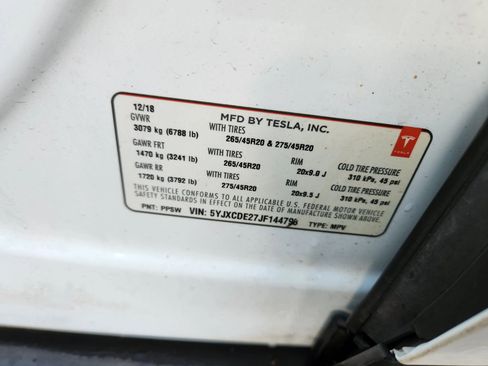 12/18
MFD BY TESLA, INC.
GVWR
3079 kg (6788 lb)
WITH TIRES
265/45R20 & 275/45R20
GAWR FRT
1470 kg (3241 lb)
WITH TIRES
265/45R20
RIM
20x9.0 J
COLD TIRE PRESSURE
310 kPa, 45 psi
GAWR RR
1720 kg (3792 lb)
WITH TIRES
275/45R20
RIM
20x9.5 J
COLD TIRE PRESSURE
310 kPa, 45 psi
THIS VEHICLE CONFORMS TO ALL APPLICABLE U.S. FEDERAL MOTOR VEHICLE
SAFETY STANDARDS IN EFFECT ON THE DATE OF MANUFACTURE SHOWN ABOVE.
PNT: PPSW VIN: 5YJXCDE27JF144796 TYPE: MPV
TESLA